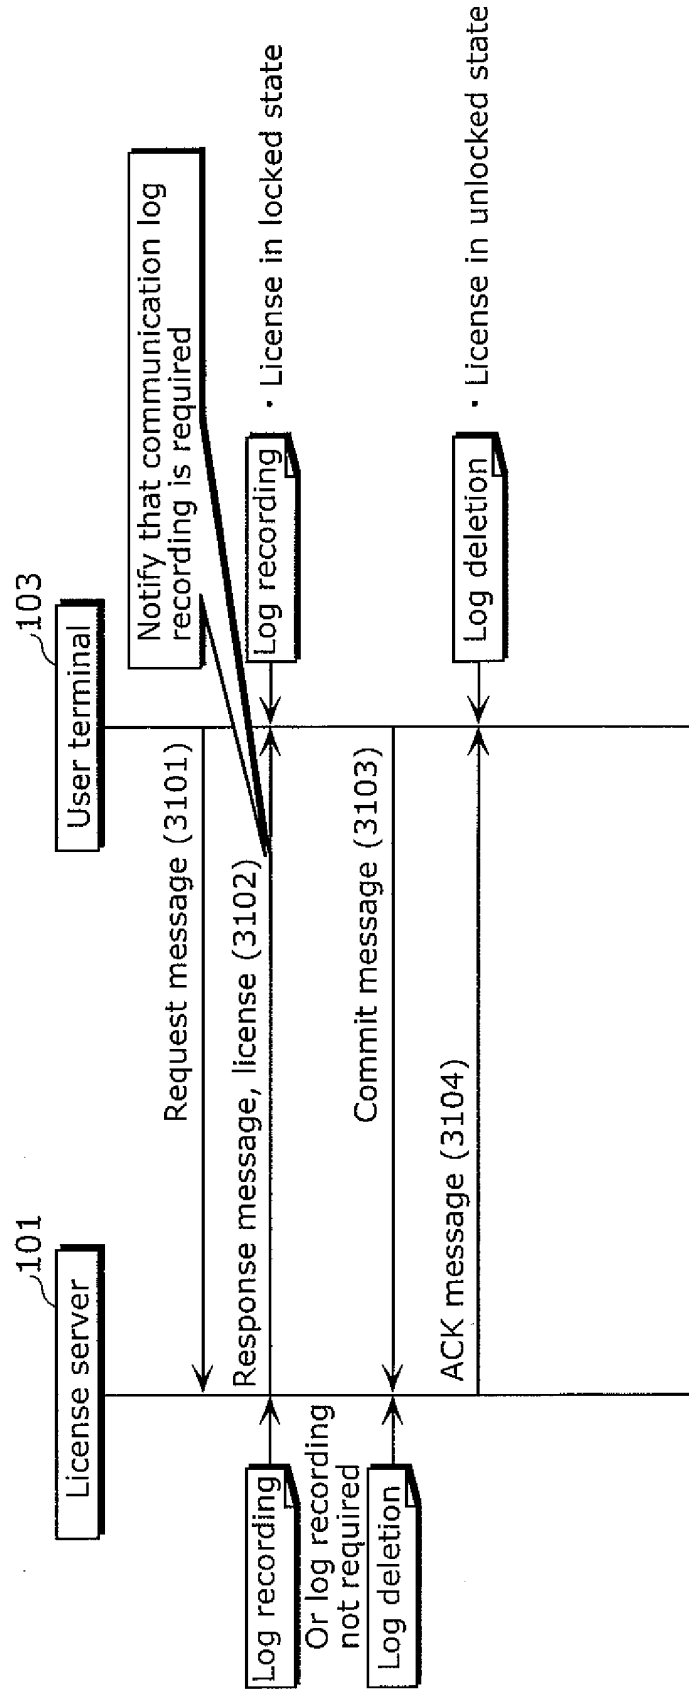 101
License server
103
User terminal
Notify that communication log
recording is required
Request message (3101)
Log recording
Response message, license (3102)
Log recording
・License in locked state
Or log recording
not required
Log deletion
Commit message (3103)
ACK message (3104)
Log deletion
・License in unlocked state